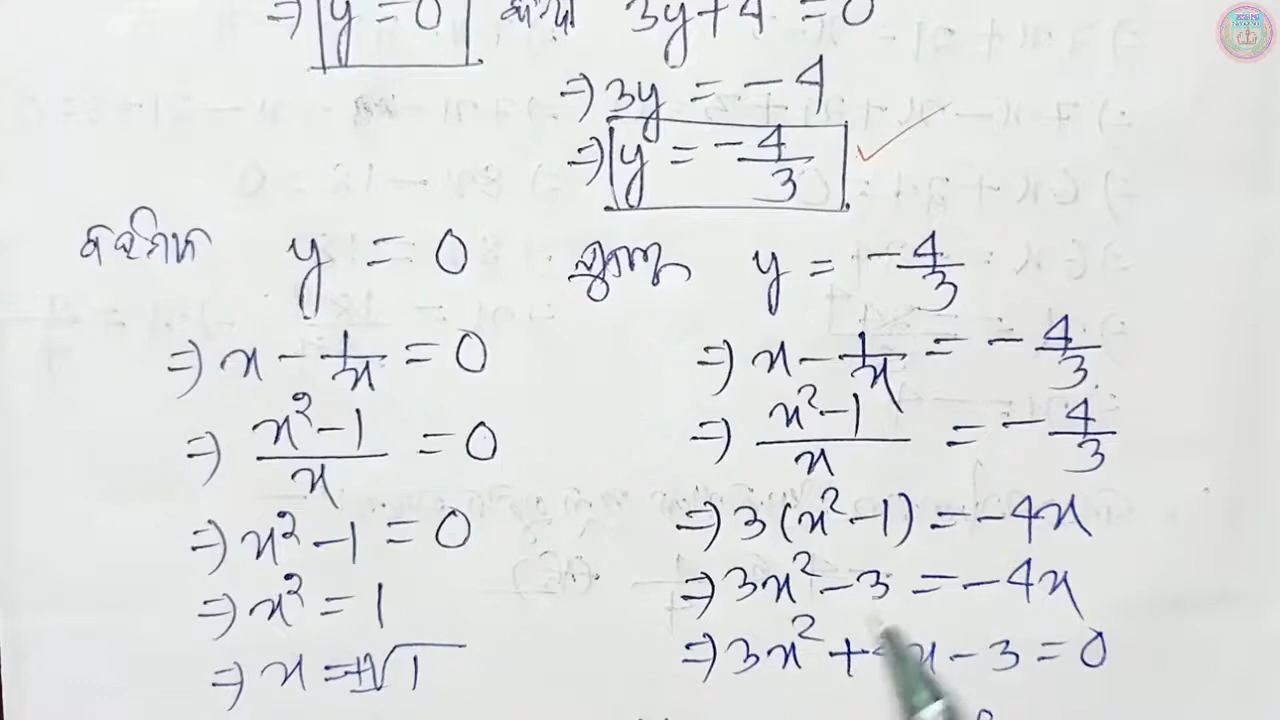 ⇒ y = 0 କିମ୍ବା 3y + 4 = 0
⇒ 3y = -4
⇒ y = -4/3
y = 0
y = -4/3
⇒ x - 1/x = 0
⇒ x - 1/x = -4/3
⇒ (x² - 1)/x = 0
⇒ (x² - 1)/x = -4/3
⇒ x² - 1 = 0
⇒ 3(x² - 1) = -4x
⇒ x² = 1
⇒ 3x² - 3 = -4x
⇒ x = ±√1
⇒ 3x² + 4x - 3 = 0